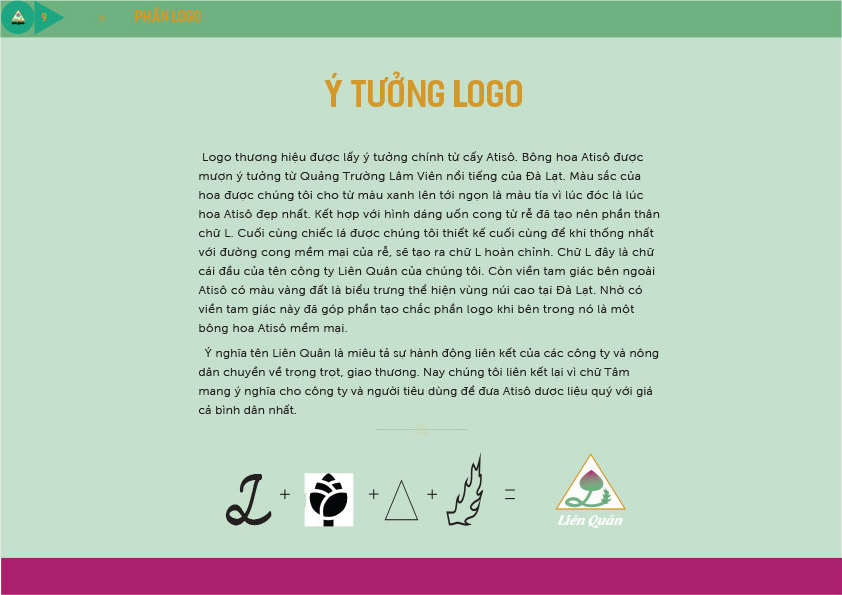 9
PHẦN LOGO
Ý TƯỞNG LOGO
Logo thương hiệu được lấy ý tưởng chính từ cấy Atisô. Bông hoa Atisô được
mượn ý tưởng từ Quảng Trường Lâm Viên nổi tiếng của Đà Lạt. Màu sắc của
hoa được chúng tôi cho từ màu xanh lên tới ngọn là màu tía vì lúc đóc là lúc
hoa Atisô đẹp nhất. Kết hợp với hình dáng uốn cong từ rễ đã tạo nên phần thân
chữ L. Cuối cùng chiếc lá được chúng tôi thiết kế cuối cùng để khi thống nhất
với đường cong mềm mại của rễ, sẽ tạo ra chữ L hoàn chỉnh. Chữ L đây là chữ
cái đầu của tên công ty Liên Quân của chúng tôi. Còn viền tam giác bên ngoài
Atisô có màu vàng đất là biểu trưng thể hiện vùng núi cao tại Đà Lạt. Nhờ có
viền tam giác này đã góp phần tạo chắc phần logo khi bên trong nó là một
bông hoa Atisô mềm mại.
Ý nghĩa tên Liên Quân là miêu tả sự hành động liên kết của các công ty và nông
dân chuyền về trọng trọt, giao thương. Nay chúng tôi liên kết lại vì chữ Tâm
mang ý nghĩa cho công ty và người tiêu dùng để đưa Atisô dược liệu quý với giá
cả bình dân nhất.
L + + + =
Liên Quân